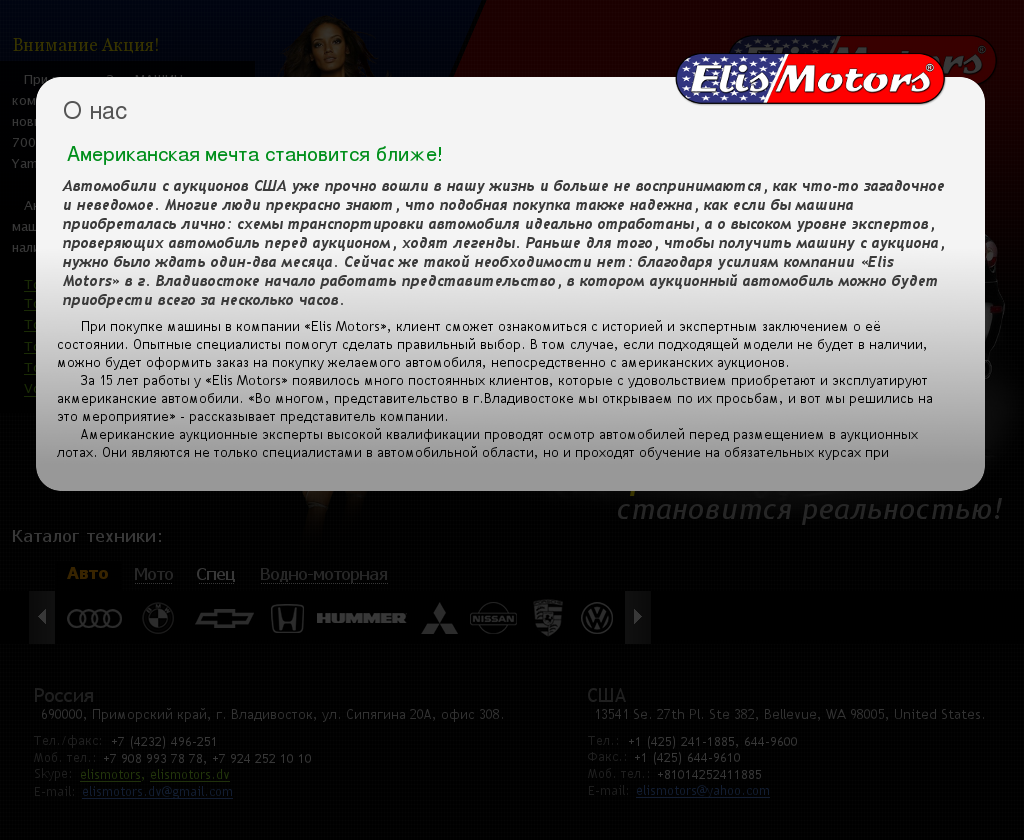 Внимание Акция!
ElisMotors®
О нас
Американская мечта становится ближе!
Автомобили с аукционов США уже прочно вошли в нашу жизнь и больше не воспринимаются, как что-то загадочное
и неведомое. Многие люди прекрасно знают, что подобная покупка также надежна, как если бы машина
приобреталась лично: схемы транспортировки автомобиля идеально отработаны, а о высоком уровне экспертов,
проверяющих автомобиль перед аукционом, ходят легенды. Раньше для того, чтобы получить машину с аукциона,
нужно было ждать один-два месяца. Сейчас же такой необходимости нет: благодаря усилиям компании «Elis
Motors» в г. Владивостоке начало работать представительство, в котором аукционный автомобиль можно будет
приобрести всего за несколько часов.
При покупке машины в компании «Elis Motors», клиент сможет ознакомиться с историей и экспертным заключением о её
состоянии. Опытные специалисты помогут сделать правильный выбор. В том случае, если подходящей модели не будет в наличии,
можно будет оформить заказ на покупку желаемого автомобиля, непосредственно с американских аукционов.
За 15 лет работы у «Elis Motors» появилось много постоянных клиентов, которые с удовольствием приобретают и эксплуатируют
акмериканские автомобили. «Во многом, представительство в г.Владивостоке мы открываем по их просьбам, и вот мы решились на
это мероприятие» - рассказывает представитель компании.
Американские аукционные эксперты высокой квалификации проводят осмотр автомобилей перед размещением в аукционных
лотах. Они являются не только специалистами в автомобильной области, но и проходят обучение на обязательных курсах при
становится реальностью!
Каталог техники:
Авто Мото Спец Водно-моторная
HUMMER NISSAN
Россия
690000, Приморский край, г. Владивосток, ул. Сипягина 20А, офис 308.
Тел./факс: +7 (4232) 496-251
Моб. тел.: +7 908 993 78 78, +7 924 252 10 10
Skype: elismotors, elismotors.dv
E-mail: elismotors.dv@gmail.com
США
13541 Se. 27th Pl. Ste 382, Bellevue, WA 98005, United States.
Тел.: +1 (425) 241-1885, 644-9600
Факс.: +1 (425) 644-9610
Моб. тел.: +81014252411885
E-mail: elismotors@yahoo.com